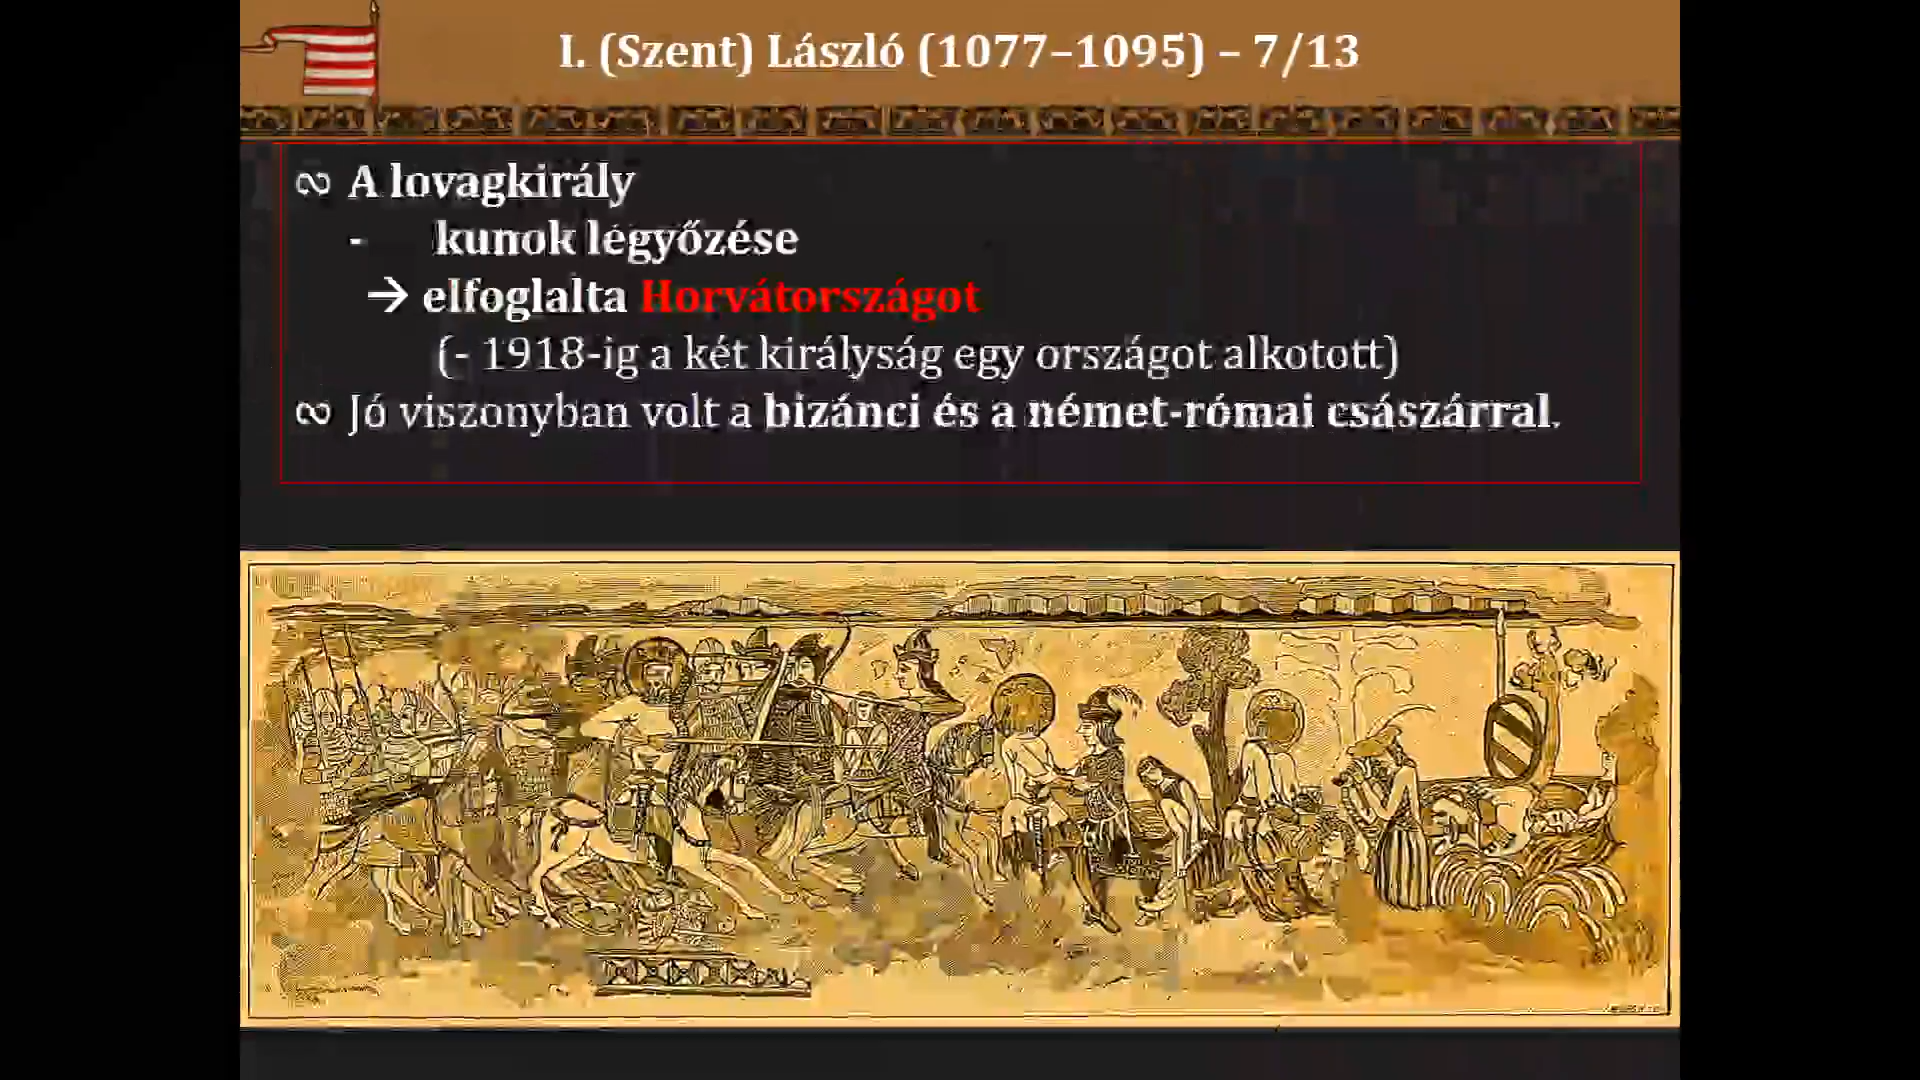 I. (Szent) László (1077–1095) – 7/13
A lovagkirály
- kunok legyőzése
→ elfoglalta Horvátországot
(- 1918-ig a két királyság egy országot alkotott)
Jó viszonyban volt a bizánci és a német-római császárral.